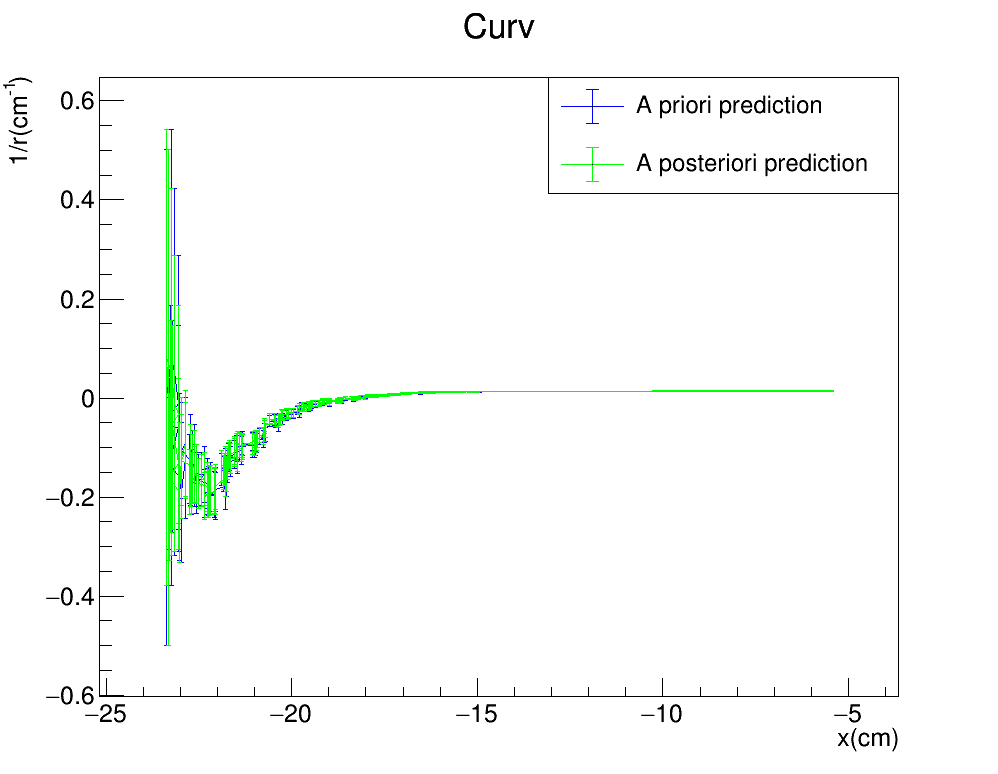 Curv
1/r(cm⁻¹)
A priori prediction
A posteriori prediction
0.6
0.4
0.2
0
−0.2
−0.4
−0.6
−25 −20 −15 −10 −5
x(cm)